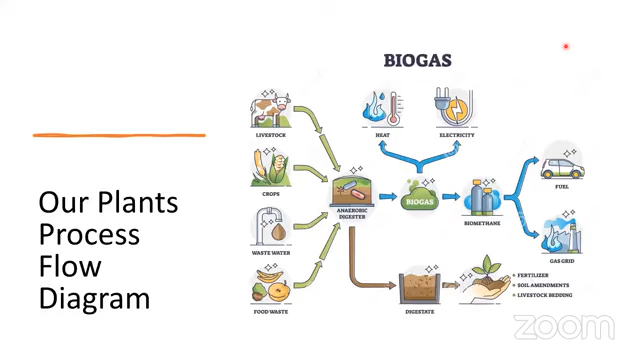 BIOGAS
LIVESTOCK
HEAT
ELECTRICITY
CROPS
FUEL
Our Plants
Process
Flow
Diagram
ANAEROBIC
DIGESTER
BIOGAS
BIOMETHANE
WASTE WATER
GAS GRID
FOOD WASTE
DIGESTATE
+ FERTILIZER
+ SOIL AMENDMENTS
+ LIVESTOCK BEDDING
zoom